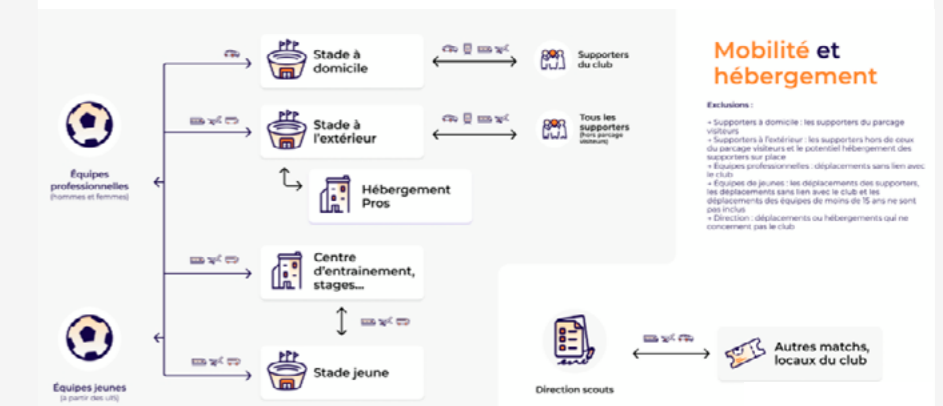 Mobilité et
hébergement
Exclusions :
→ Supporters à domicile : les supporters du parcage
visiteurs
→ Supporters à l'extérieur : les supporters hors de ceux
du parcage visiteurs et le potentiel hébergement des
supporters sur place
→ Équipes professionnelles : déplacements sans lien avec
le club
→ Équipes de jeunes : les déplacements des supporters,
les déplacements sans lien avec le club et les
déplacements des équipes de moins de 15 ans ne sont
pas inclus
→ Direction : déplacements ou hébergements qui ne
concernent pas le club
Stade à
domicile
Supporters
du club
Équipes
professionnelles
(hommes et femmes)
Stade à
l'extérieur
Tous les
supporters
(hors parcage
visiteurs)
Hébergement
Pros
Centre
d'entrainement,
stages...
Équipes jeunes
(à partir des u15)
Stade jeune
Direction scouts
Autres matchs,
locaux du club